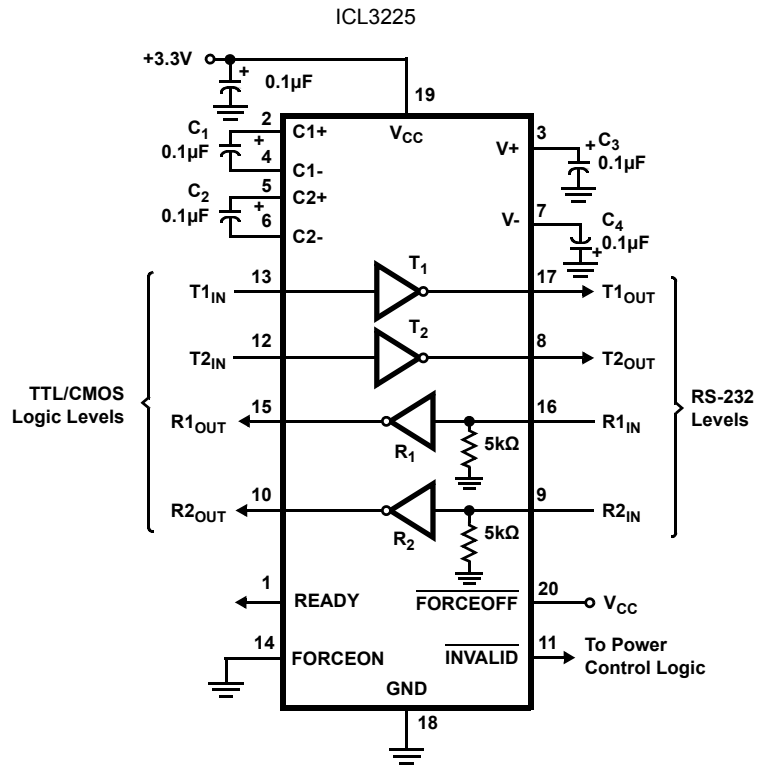 ICL3225
+3.3V
+
0.1µF
19
2
C1+
VCC
3
C1
+
0.1µF
V+
+
C3
0.1µF
4
C1-
C2
5
C2+
+
0.1µF
6
C2-
7
V-
C4
0.1µF
+
T1IN
13
T1
17
T1OUT
T2IN
12
T2
8
T2OUT
TTL/CMOS
Logic Levels
R1OUT
15
R1
5kΩ
16
R1IN
RS-232
Levels
R2OUT
10
R2
5kΩ
9
R2IN
1
READY
FORCEOFF
20
VCC
14
FORCEON
INVALID
11
To Power
Control Logic
GND
18